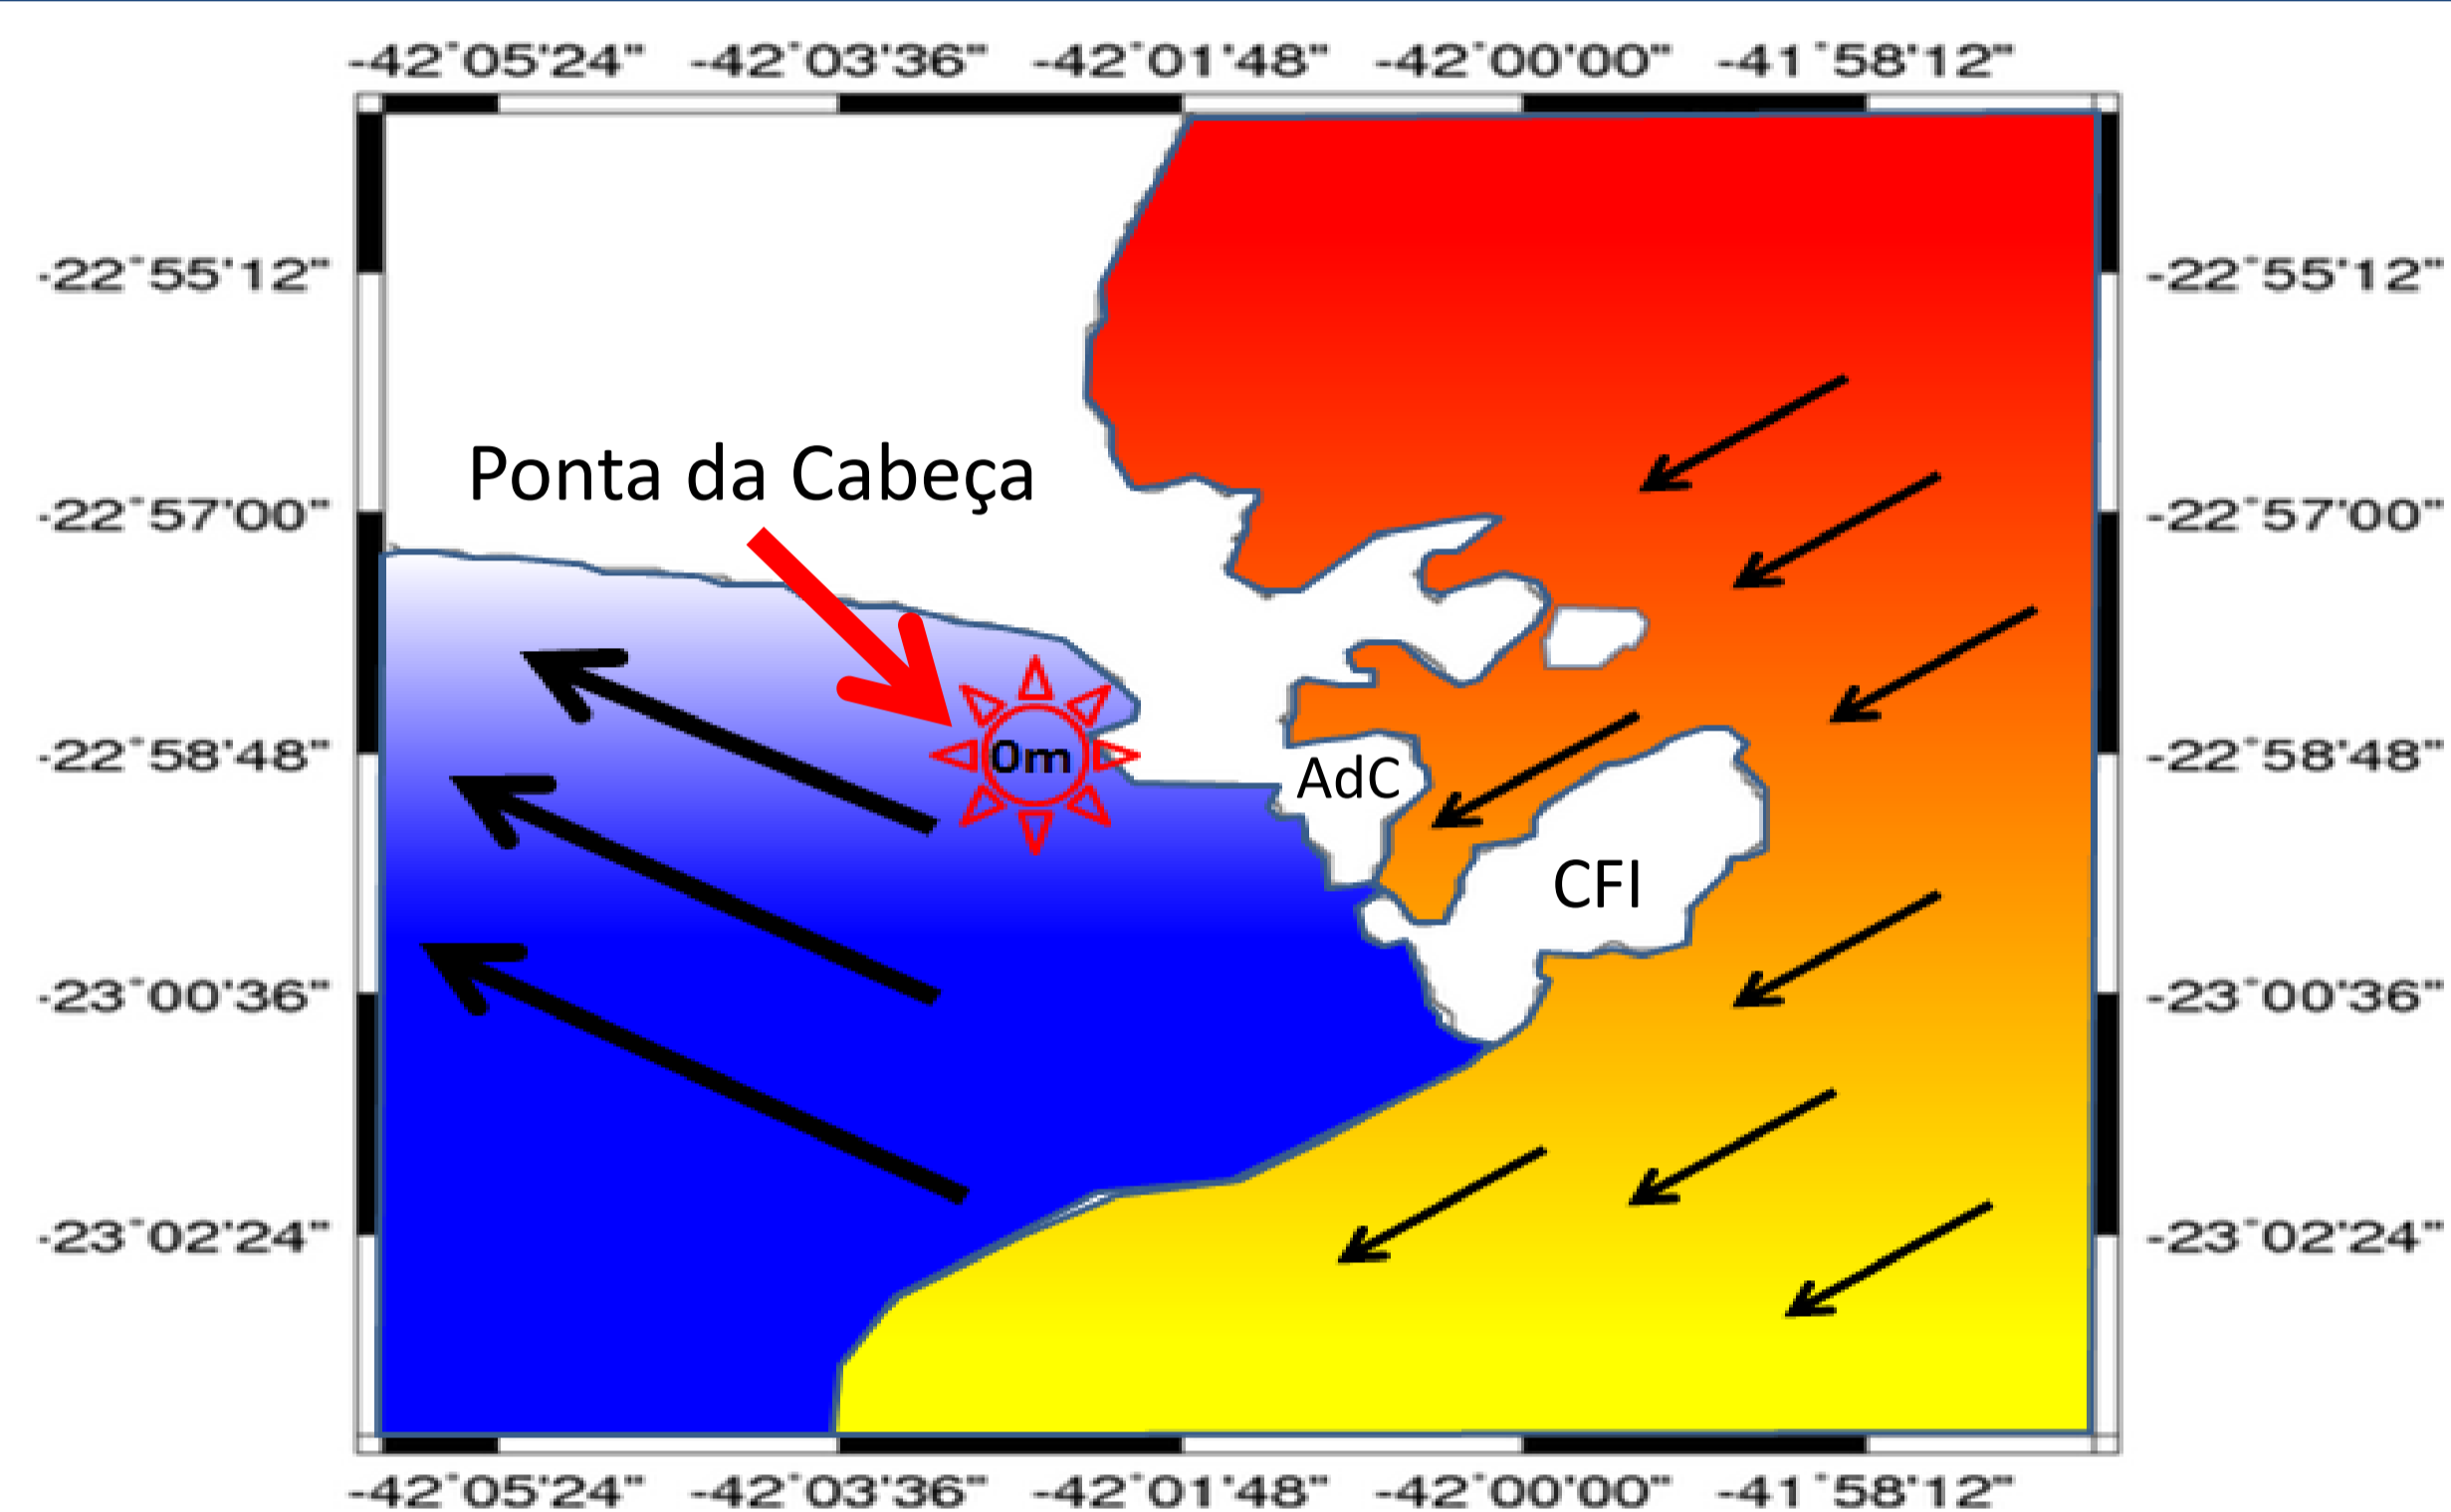 -42°05'24" -42°03'36" -42°01'48" -42°00'00" -41°58'12"
-22°55'12" -22°55'12"
Ponta da Cabeça
-22°57'00" -22°57'00"
-22°58'48" 0m AdC -22°58'48"
CFI
-23°00'36" -23°00'36"
-23°02'24" -23°02'24"
-42°05'24" -42°03'36" -42°01'48" -42°00'00" -41°58'12"